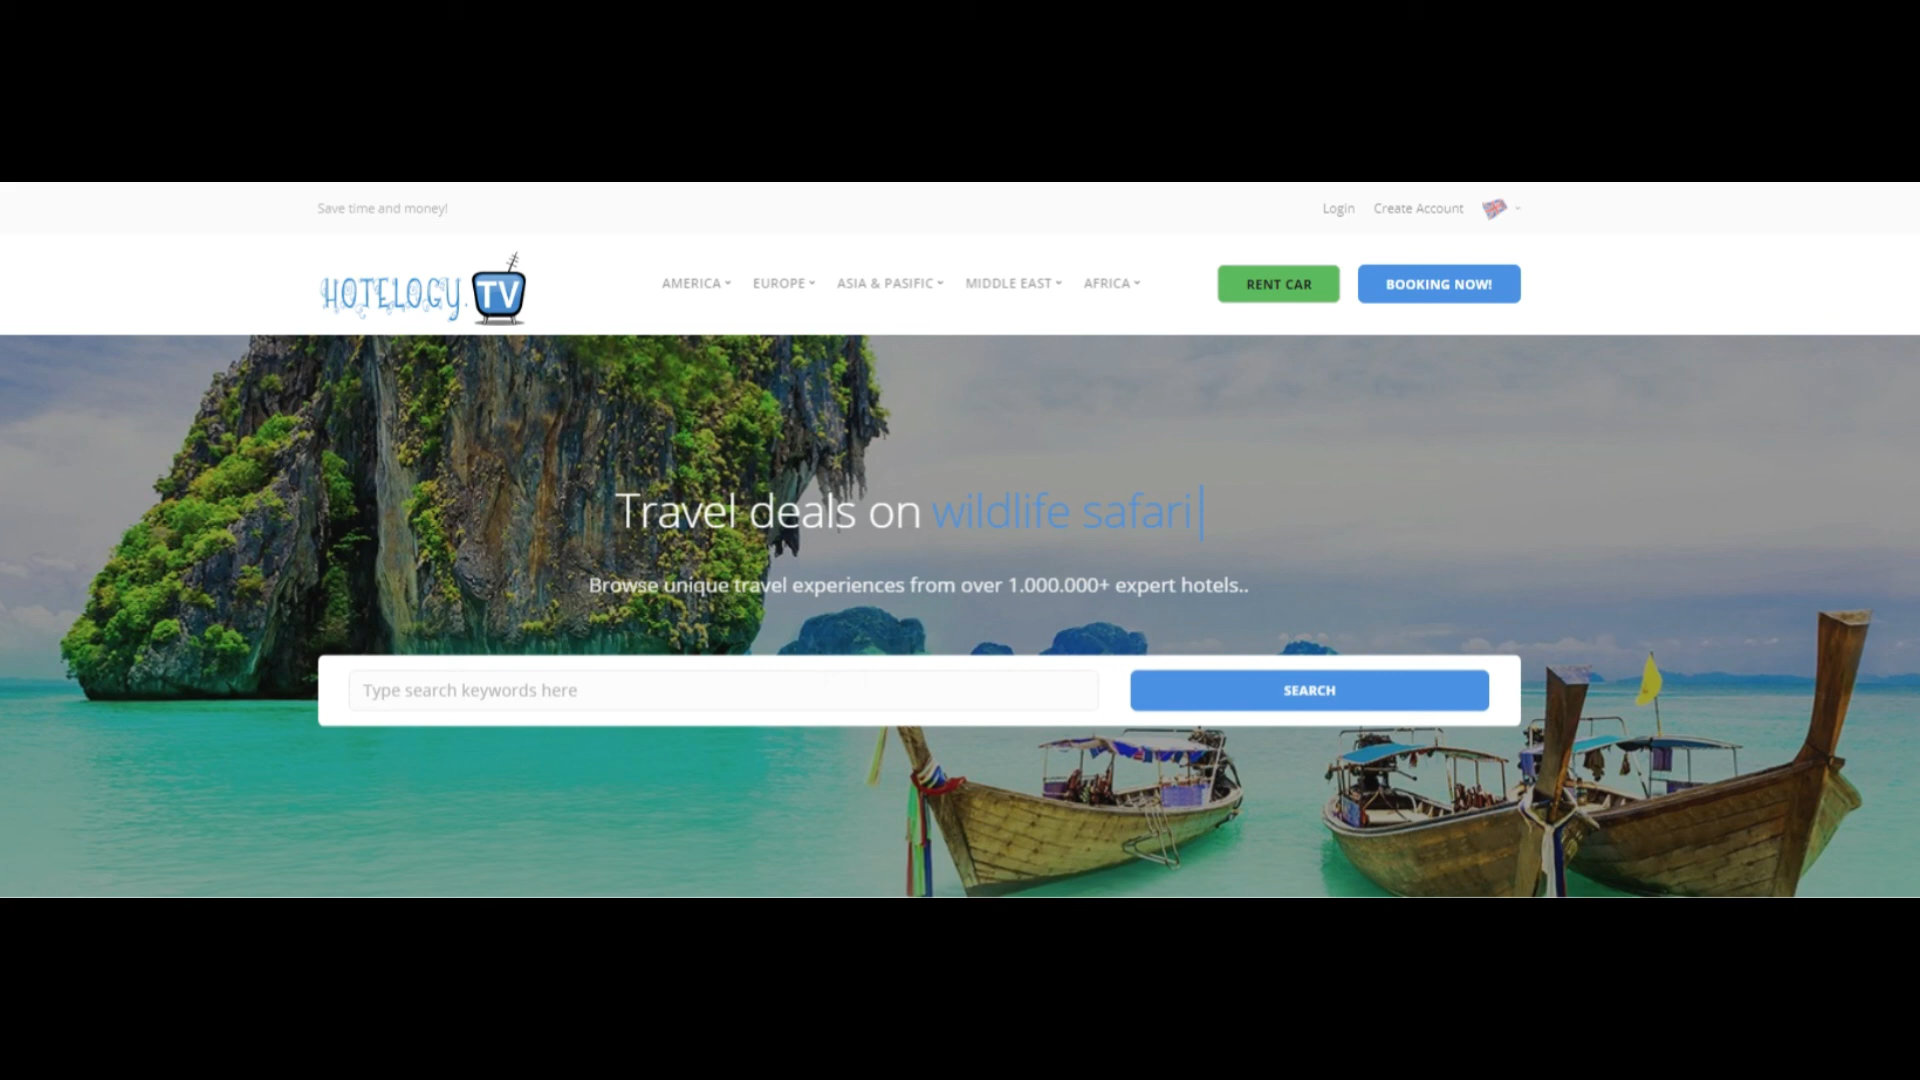 Save time and money!
Login Create Account
HOTELOGY.TV
AMERICA EUROPE ASIA & PASIFIC MIDDLE EAST AFRICA
RENT CAR BOOKING NOW!
Travel deals on wildlife safari
Browse unique travel experiences from over 1.000.000+ expert hotels..
Type search keywords here SEARCH